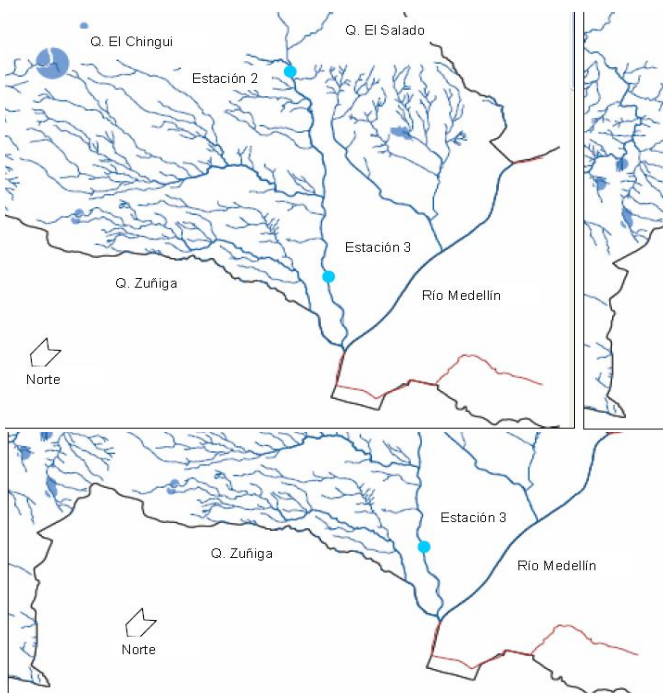 Q. El Chingui
Q. El Salado
Estación 2
Estación 3
Q. Zuñiga
Río Medellín
Norte
Estación 3
Q. Zuñiga
Río Medellín
Norte